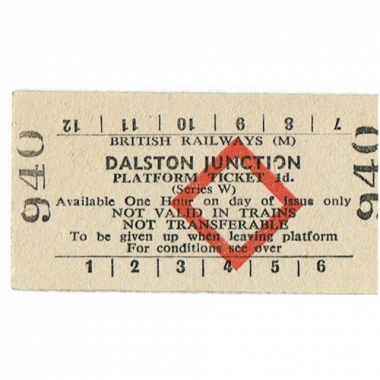 12 | 11 | 10 | 9 | 8 | 7
BRITISH RAILWAYS (M)
DALSTON JUNCTION
PLATFORM TICKET 1d.
(Series W)
Available One Hour on day of issue only
NOT VALID IN TRAINS
NOT TRANSFERABLE
To be given up when leaving platform
For conditions see over
1 | 2 | 3 | 4 | 5 | 6
940
940